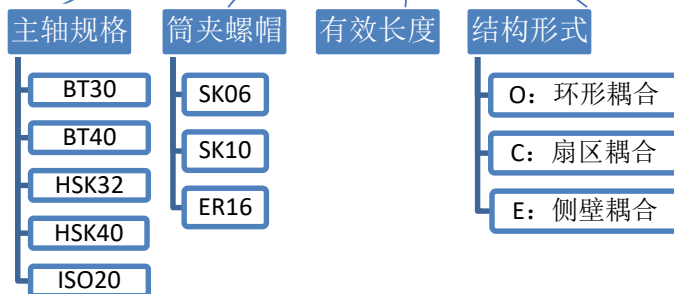 主轴规格
BT30
BT40
HSK32
HSK40
ISO20
筒夹螺帽
SK06
SK10
ER16
有效长度
结构形式
O：环形耦合
C：扇区耦合
E：侧壁耦合